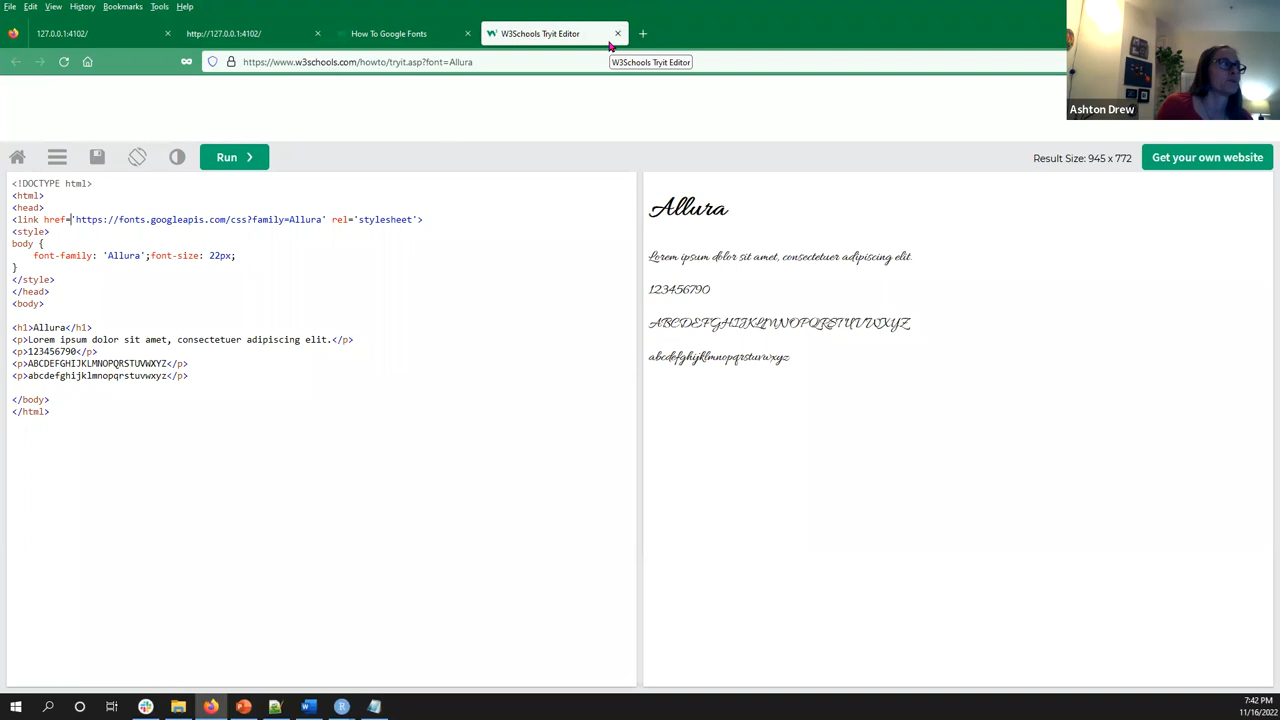 File Edit View History Bookmarks Tools Help
127.0.0.1:4102/
http://127.0.0.1:4102/
How To Google Fonts
W3Schools Tryit Editor
https://www.w3schools.com/howto/tryit.asp?font=Allura
W3Schools Tryit Editor
Ashton Drew
Run
Result Size: 945 x 772
Get your own website
<!DOCTYPE html>
<html>
<head>
<link href='https://fonts.googleapis.com/css?family=Allura' rel='stylesheet'>
<style>
body {
font-family: 'Allura';font-size: 22px;
}
</style>
</head>
<body>
<h1>Allura</h1>
<p>Lorem ipsum dolor sit amet, consectetuer adipiscing elit.</p>
<p>123456790</p>
<p>ABCDEFGHIJKLMNOPQRSTUVWXYZ</p>
<p>abcdefghijklmnopqrstuvwxyz</p>
</body>
</html>
Allura
Lorem ipsum dolor sit amet, consectetuer adipiscing elit.
123456790
ABCDEFGHIJKLMNOPQRSTUVWXYZ
abcdefghijklmnopqrstuvwxyz
7:42 PM
11/16/2022